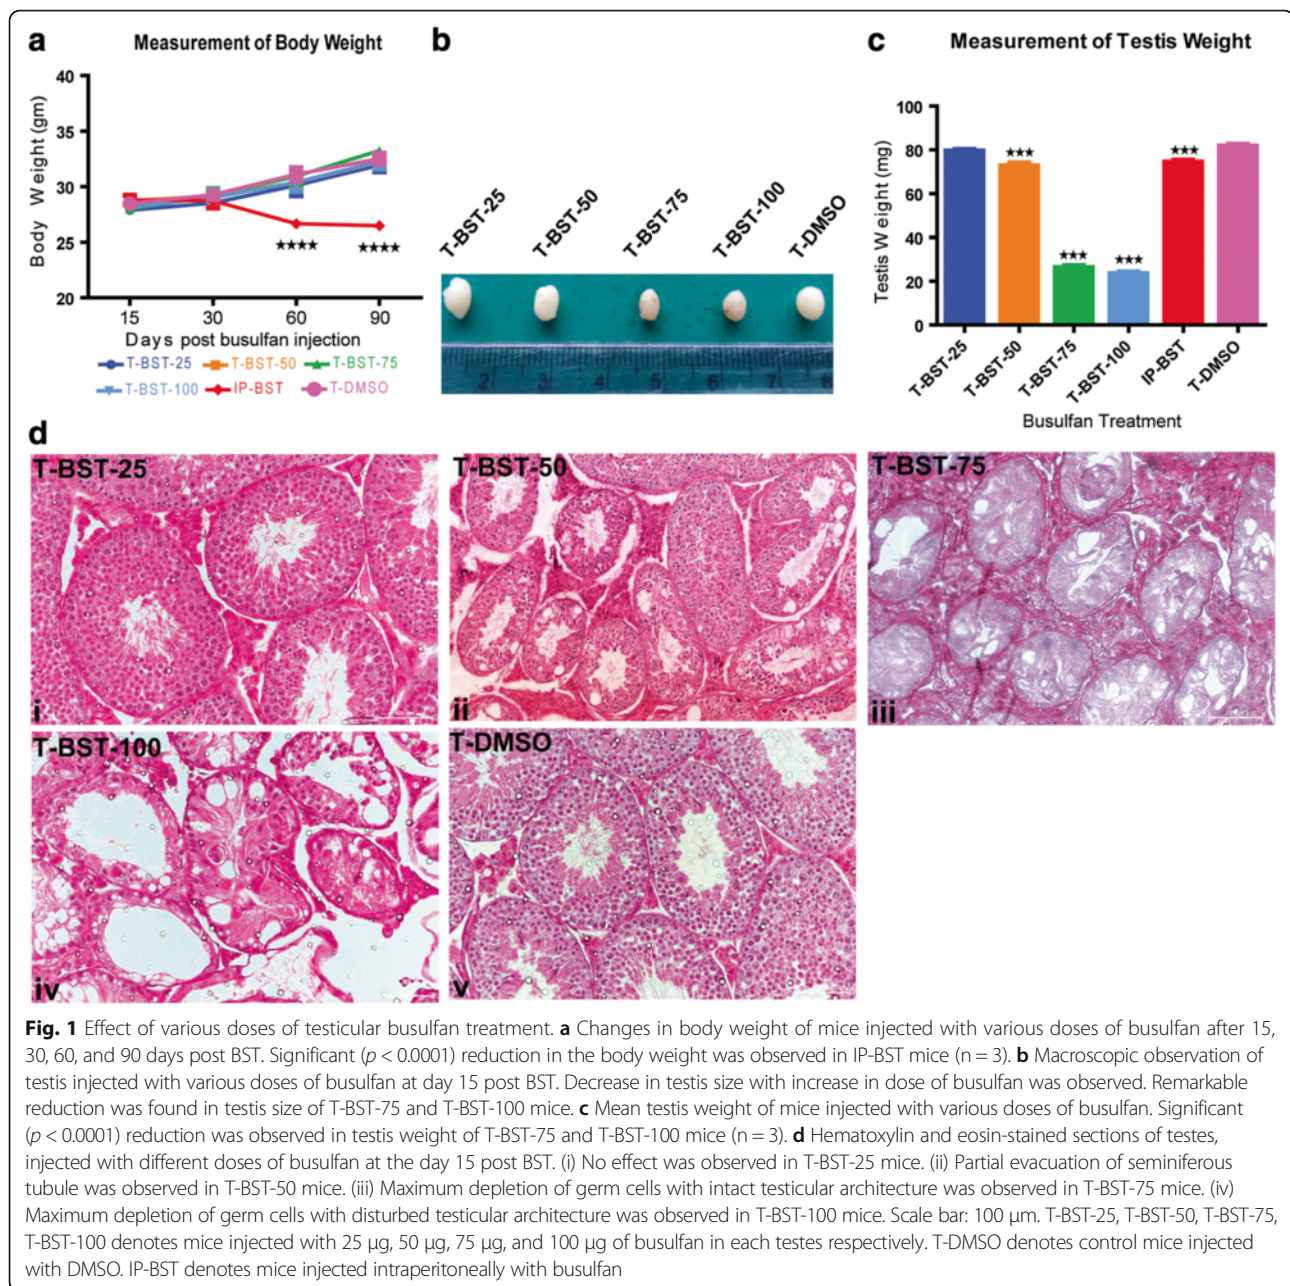 a
Measurement of Body Weight
Body Weight (gm)
40
35
30
25
20
★★★★
★★★★
15
30
60
90
Days post busulfan injection
T-BST-25
T-BST-50
T-BST-75
T-BST-100
IP-BST
T-DMSO
b
T-BST-25
T-BST-50
T-BST-75
T-BST-100
T-DMSO
2
3
4
5
6
7
8
c
Measurement of Testis Weight
Testis Weight (mg)
100
80
60
40
20
0
★★★
★★★
★★★
★★★
T-BST-25
T-BST-50
T-BST-75
T-BST-100
IP-BST
T-DMSO
Busulfan Treatment
d
T-BST-25
i
T-BST-50
ii
T-BST-75
iii
T-BST-100
iv
T-DMSO
v
Fig. 1 Effect of various doses of testicular busulfan treatment. a Changes in body weight of mice injected with various doses of busulfan after 15,
30, 60, and 90 days post BST. Significant (p < 0.0001) reduction in the body weight was observed in IP-BST mice (n = 3). b Macroscopic observation of
testis injected with various doses of busulfan at day 15 post BST. Decrease in testis size with increase in dose of busulfan was observed. Remarkable
reduction was found in testis size of T-BST-75 and T-BST-100 mice. c Mean testis weight of mice injected with various doses of busulfan. Significant
(p < 0.0001) reduction was observed in testis weight of T-BST-75 and T-BST-100 mice (n = 3). d Hematoxylin and eosin-stained sections of testes,
injected with different doses of busulfan at the day 15 post BST. (i) No effect was observed in T-BST-25 mice. (ii) Partial evacuation of seminiferous
tubule was observed in T-BST-50 mice. (iii) Maximum depletion of germ cells with intact testicular architecture was observed in T-BST-75 mice. (iv)
Maximum depletion of germ cells with disturbed testicular architecture was observed in T-BST-100 mice. Scale bar: 100 μm. T-BST-25, T-BST-50, T-BST-75,
T-BST-100 denotes mice injected with 25 μg, 50 μg, 75 μg, and 100 μg of busulfan in each testes respectively. T-DMSO denotes control mice injected
with DMSO. IP-BST denotes mice injected intraperitoneally with busulfan